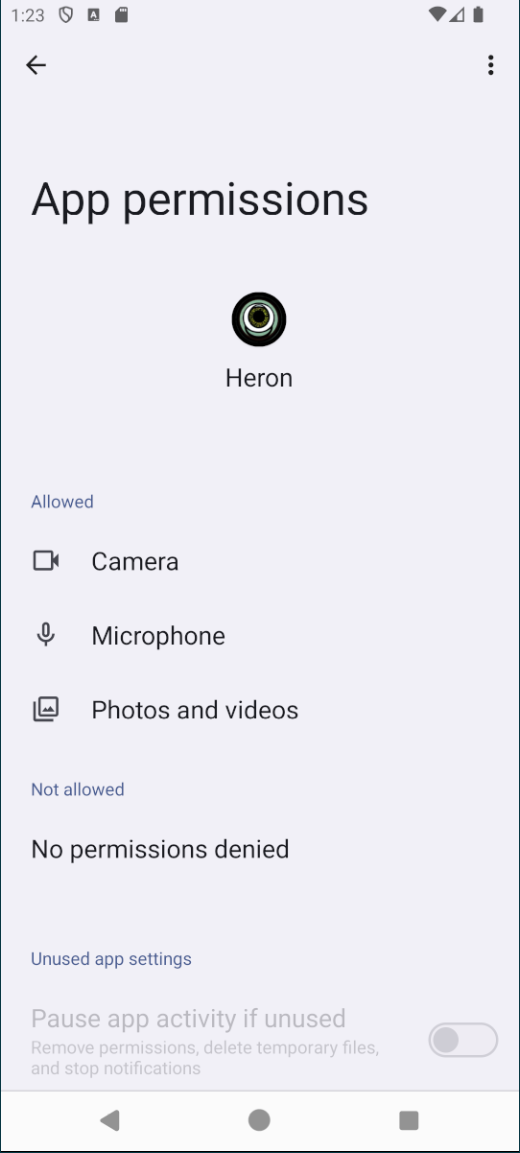 1:23
App permissions
Heron
Allowed
Camera
Microphone
Photos and videos
Not allowed
No permissions denied
Unused app settings
Pause app activity if unused
Remove permissions, delete temporary files,
and stop notifications